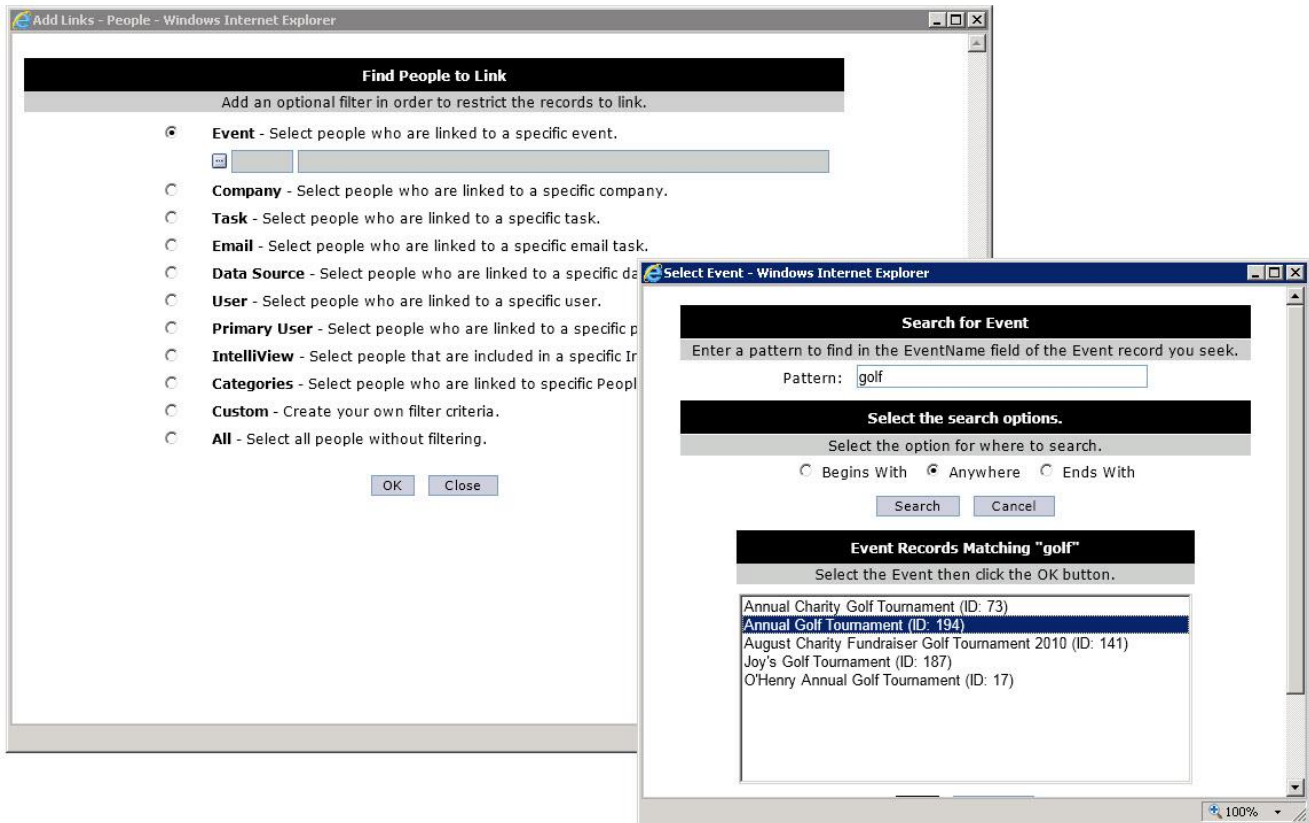 Add Links - People - Windows Internet Explorer
Find People to Link
Add an optional filter in order to restrict the records to link.
Event - Select people who are linked to a specific event.
Company - Select people who are linked to a specific company.
Task - Select people who are linked to a specific task.
Email - Select people who are linked to a specific email task.
Data Source - Select people who are linked to a specific da
User - Select people who are linked to a specific user.
Primary User - Select people who are linked to a specific p
IntelliView - Select people that are included in a specific In
Categories - Select people who are linked to specific Peopl
Custom - Create your own filter criteria.
All - Select all people without filtering.
OK Close
Select Event - Windows Internet Explorer
Search for Event
Enter a pattern to find in the EventName field of the Event record you seek.
Pattern: golf
Select the search options.
Select the option for where to search.
Begins With Anywhere Ends With
Search Cancel
Event Records Matching "golf"
Select the Event then click the OK button.
Annual Charity Golf Tournament (ID: 73)
Annual Golf Tournament (ID: 194)
August Charity Fundraiser Golf Tournament 2010 (ID: 141)
Joy's Golf Tournament (ID: 187)
O'Henry Annual Golf Tournament (ID: 17)
100%